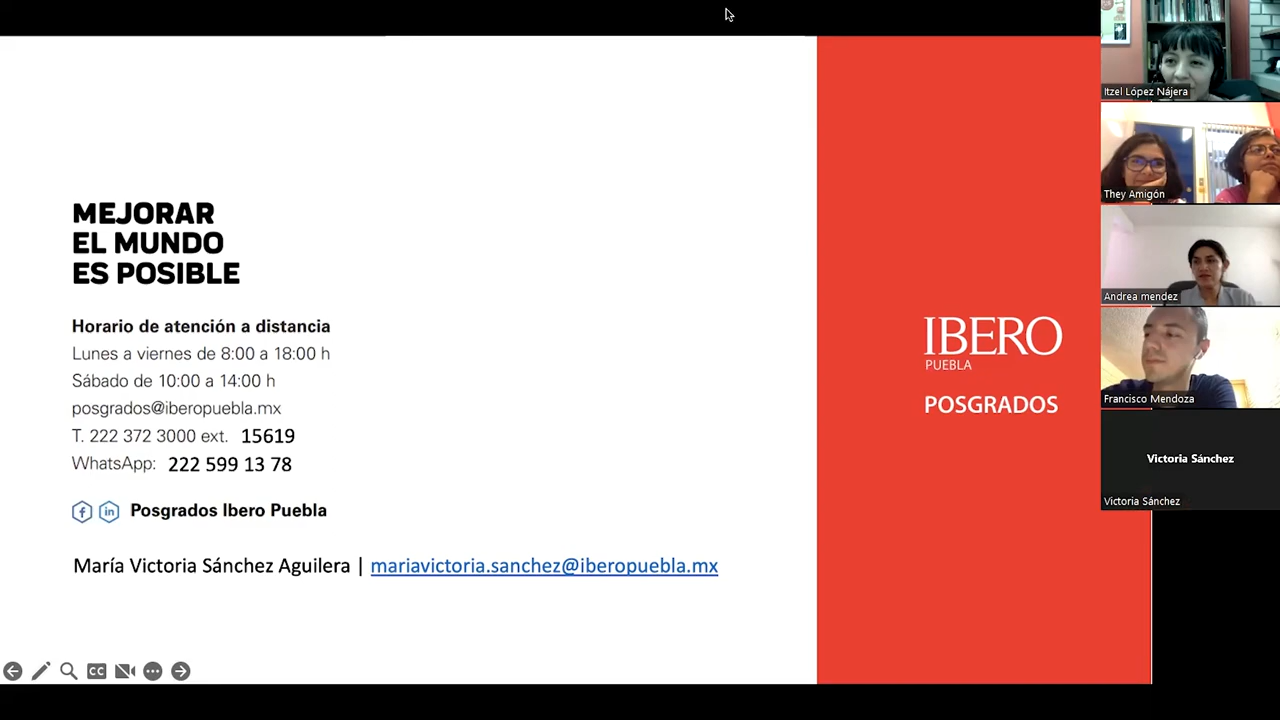 MEJORAR
EL MUNDO
ES POSIBLE
Horario de atención a distancia
Lunes a viernes de 8:00 a 18:00 h
Sábado de 10:00 a 14:00 h
posgrados@iberopuebla.mx
T. 222 372 3000 ext. 15619
WhatsApp: 222 599 13 78
Posgrados Ibero Puebla
María Victoria Sánchez Aguilera | mariavictoria.sanchez@iberopuebla.mx
CC
IBERO
PUEBLA
POSGRADOS
Itzel López Nájera
They Amigón
Andrea mendez
Francisco Mendoza
Victoria Sánchez
Victoria Sánchez